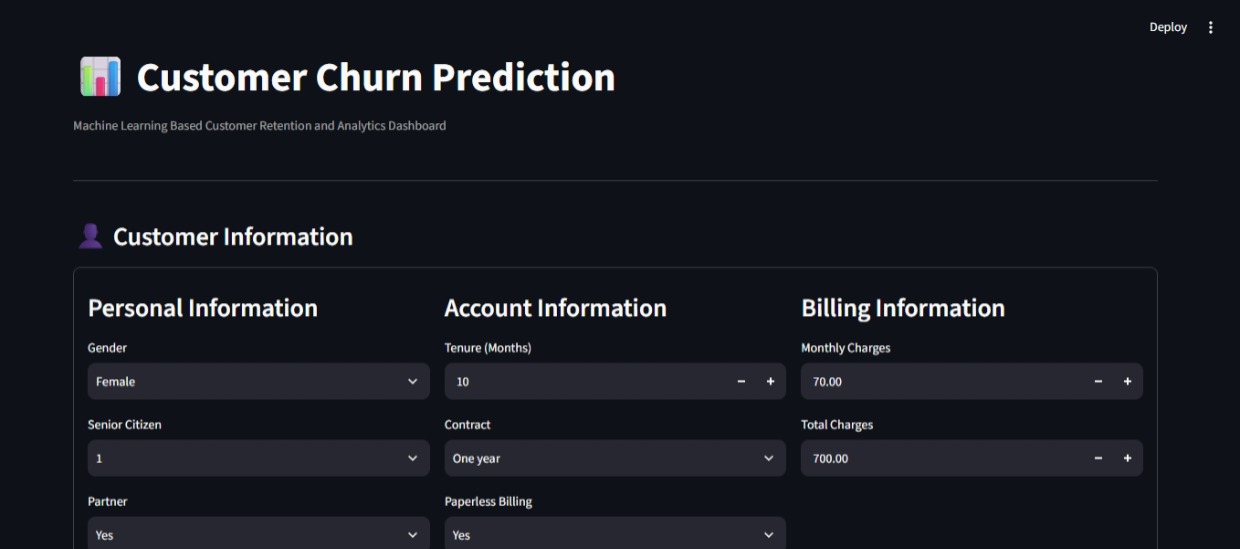 Deploy
Customer Churn Prediction
Machine Learning Based Customer Retention and Analytics Dashboard
Customer Information
Personal Information
Gender
Female
Senior Citizen
1
Partner
Yes
Account Information
Tenure (Months)
10
Contract
One year
Paperless Billing
Yes
Billing Information
Monthly Charges
70.00
Total Charges
700.00